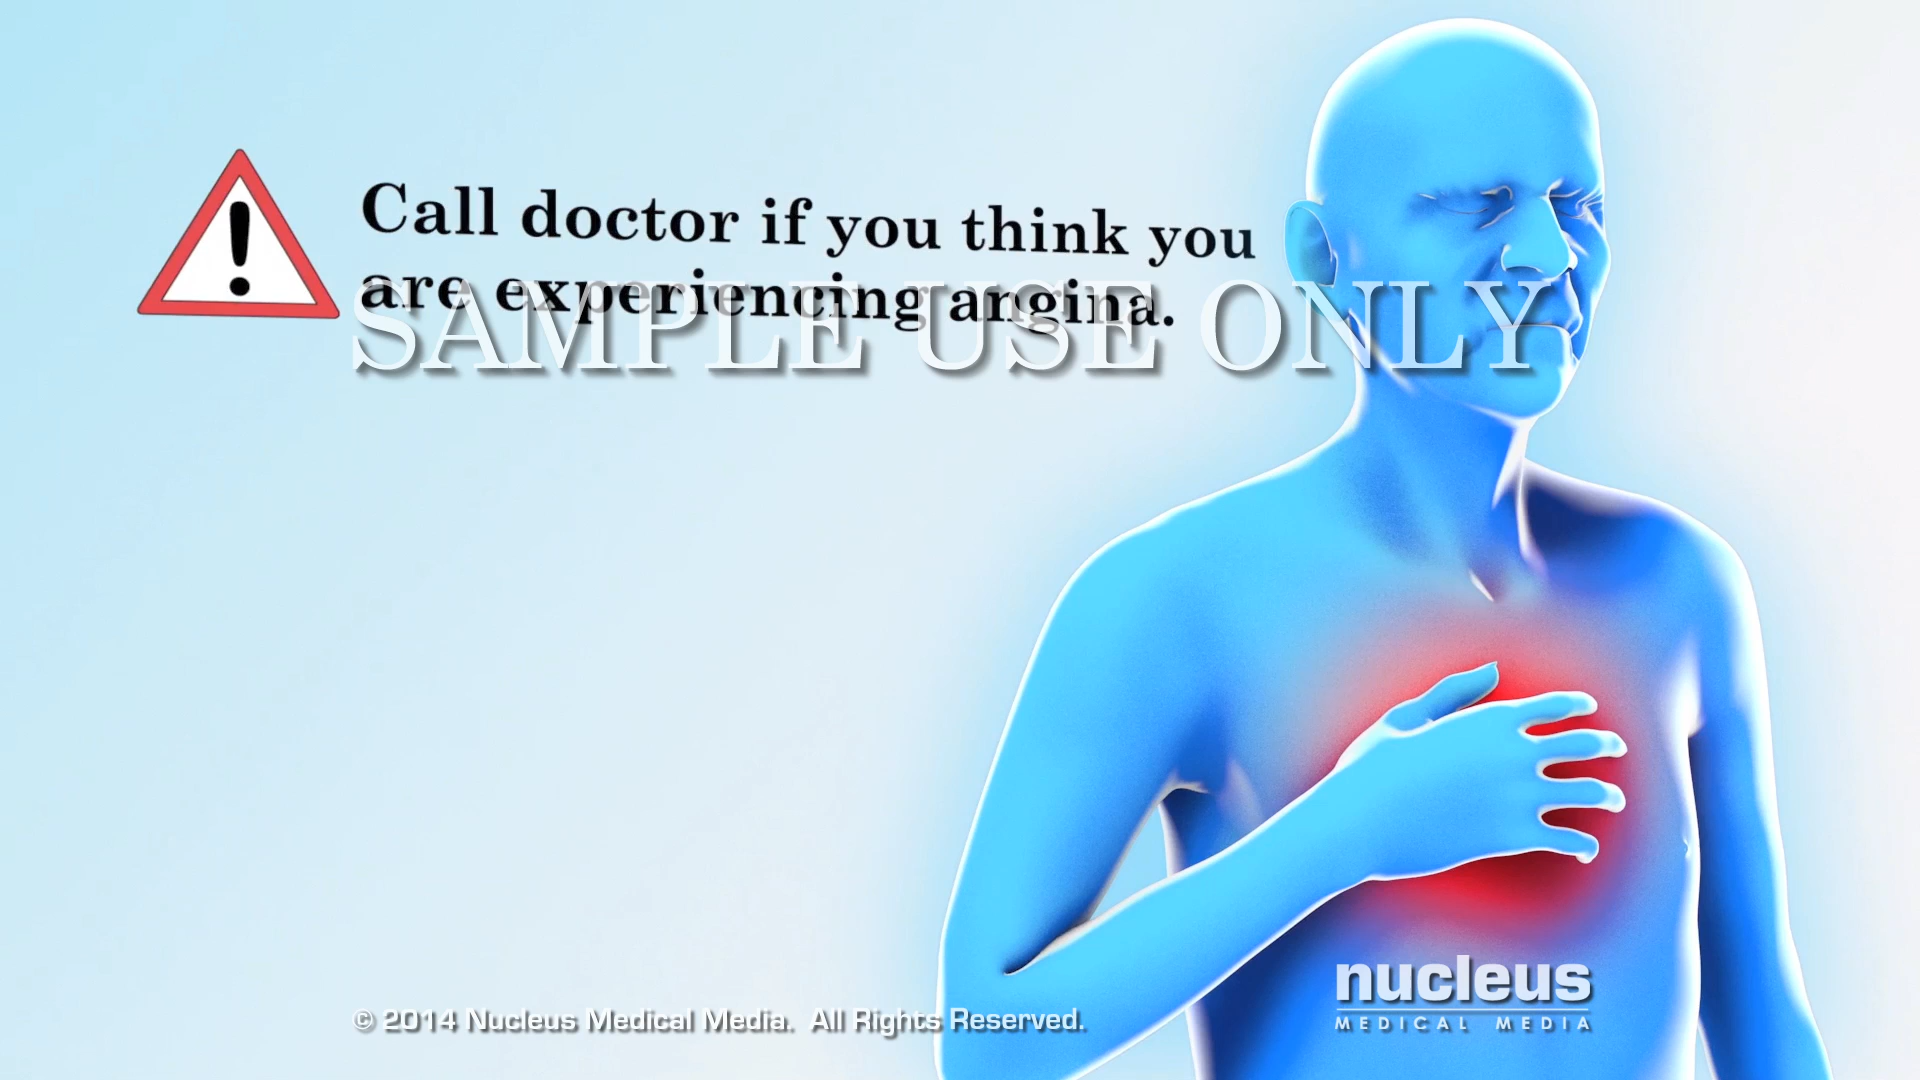 Call doctor if you think you
are experiencing angina.
SAMPLE USE ONLY
nucleus
MEDICAL MEDIA
© 2014 Nucleus Medical Media. All Rights Reserved.